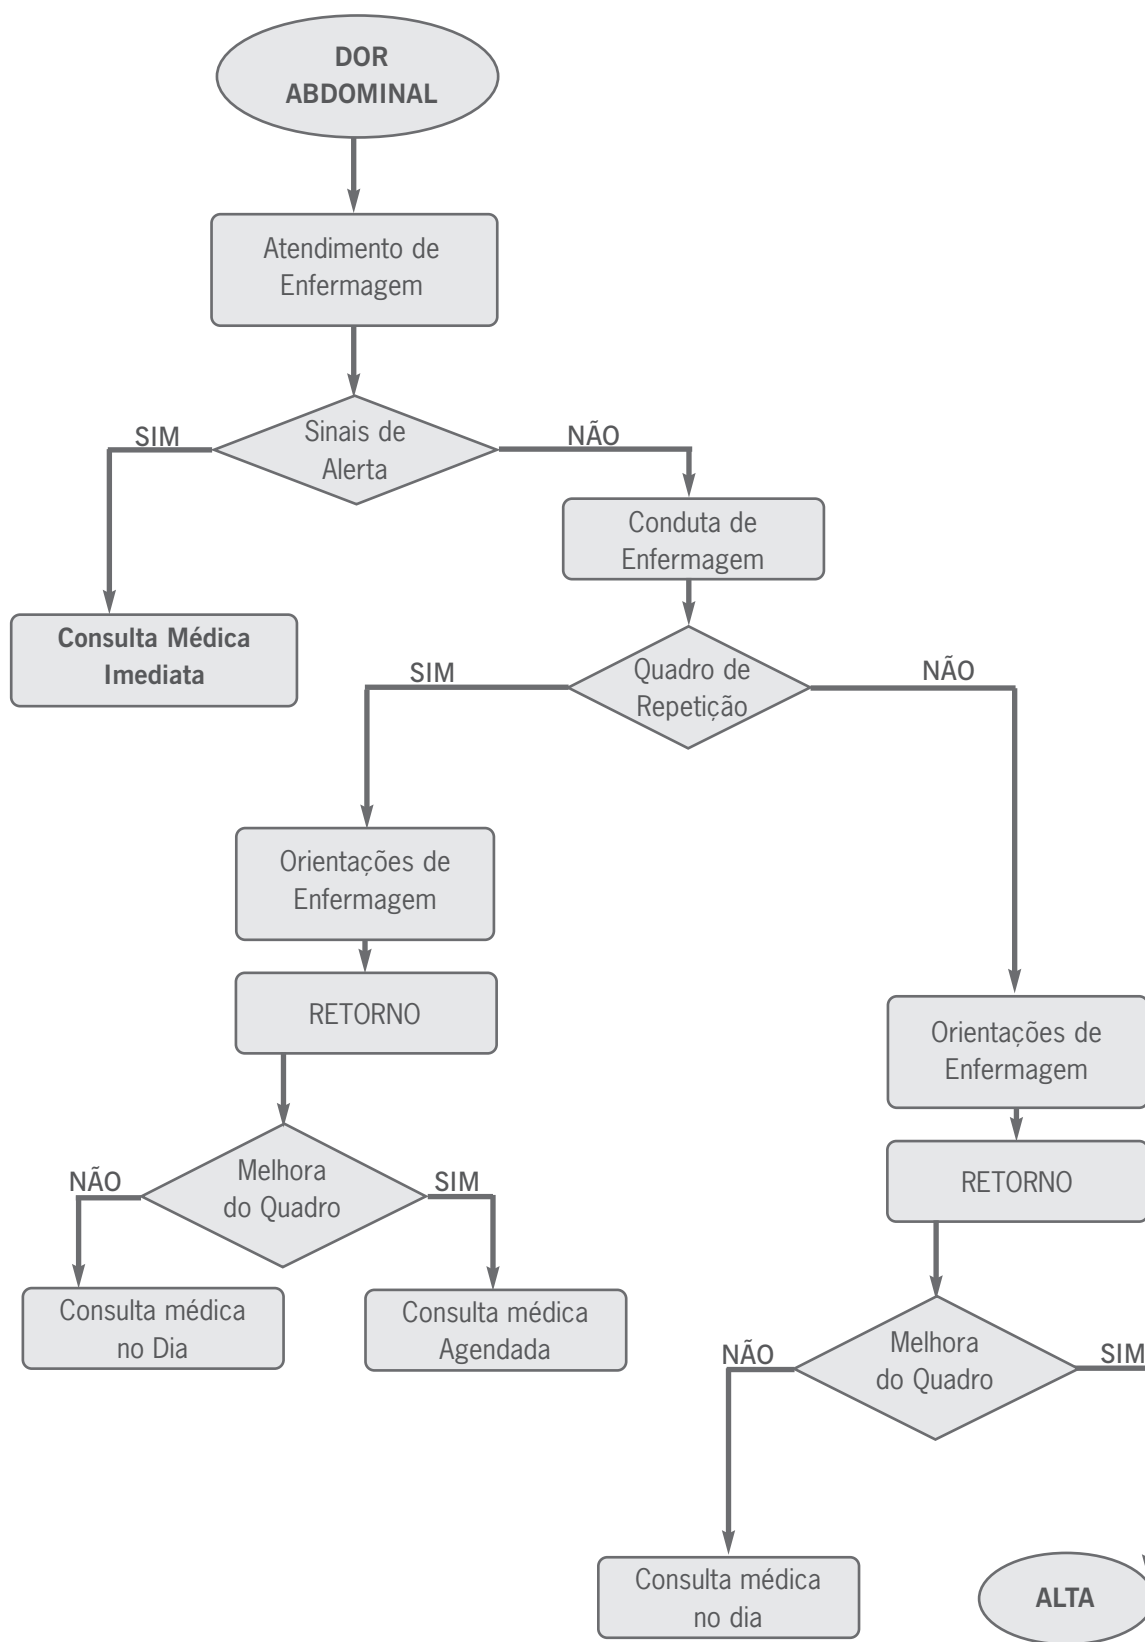 DOR
ABDOMINAL
Atendimento de
Enfermagem
Sinais de
Alerta
SIM
NÃO
Conduta de
Enfermagem
Consulta Médica
Imediata
Quadro de
Repetição
SIM
NÃO
Orientações de
Enfermagem
RETORNO
Melhora
do Quadro
NÃO
SIM
Consulta médica
no Dia
Consulta médica
Agendada
Orientações de
Enfermagem
RETORNO
Melhora
do Quadro
NÃO
SIM
Consulta médica
no dia
ALTA